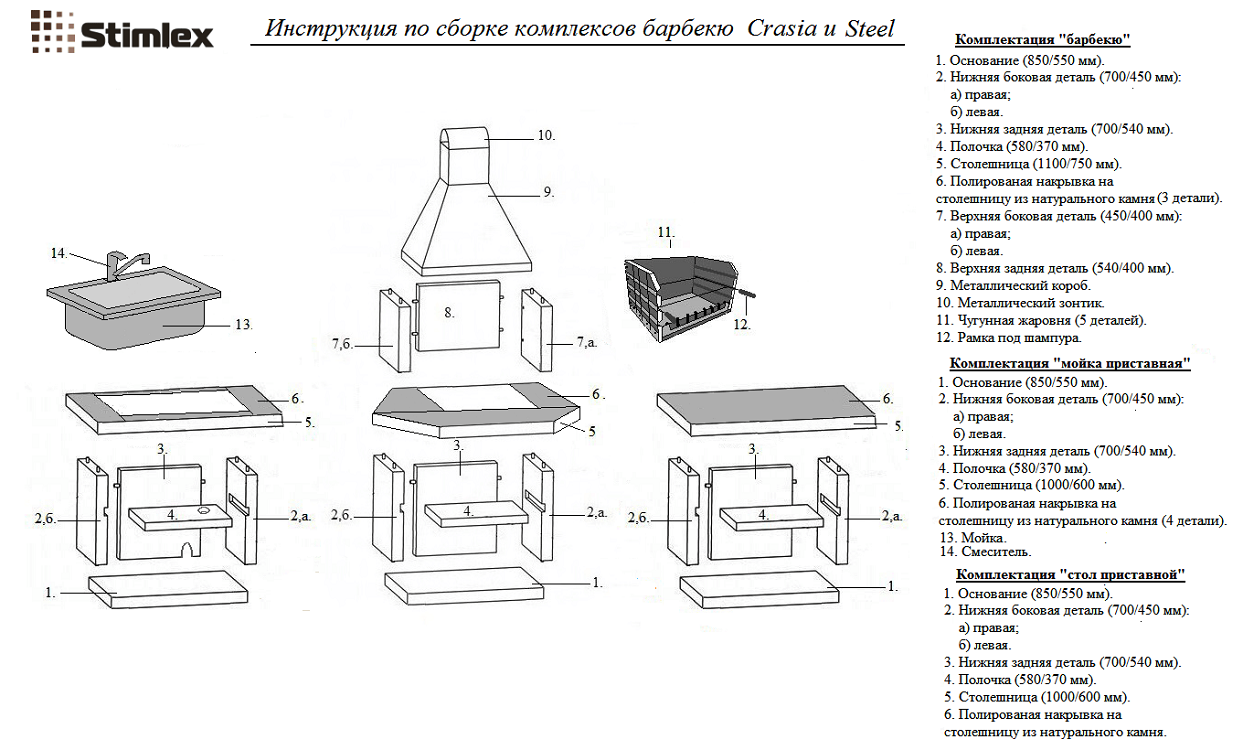 Stimlex
Инструкция по сборке комплексов барбекю Crasia и Steel
10.
9.
11.
14.
13.
12.
8.
7,б.
7,а.
6.
5.
6.
5
6.
5.
3.
4.
2,б.
2,а.
1.
3.
4.
2,б.
2,а.
1.
3.
4.
2,б.
2,а.
1.
Комплектация "барбекю"
1. Основание (850/550 мм).
2. Нижняя боковая деталь (700/450 мм):
а) правая;
б) левая.
3. Нижняя задняя деталь (700/540 мм).
4. Полочка (580/370 мм).
5. Столешница (1100/750 мм).
6. Полированая накрывка на
столешницу из натурального камня (3 детали).
7. Верхняя боковая деталь (450/400 мм):
а) правая;
б) левая.
8. Верхняя задняя деталь (540/400 мм).
9. Металлический короб.
10. Металлический зонтик.
11. Чугунная жаровня (5 деталей).
12. Рамка под шампура.
Комплектация "мойка приставная"
1. Основание (850/550 мм).
2. Нижняя боковая деталь (700/450 мм):
а) правая;
б) левая.
3. Нижняя задняя деталь (700/540 мм).
4. Полочка (580/370 мм).
5. Столешница (1000/600 мм).
6. Полированая накрывка на
столешницу из натурального камня (4 детали).
13. Мойка.
14. Смеситель.
Комплектация "стол приставной"
1. Основание (850/550 мм).
2. Нижняя боковая деталь (700/450 мм):
а) правая;
б) левая.
3. Нижняя задняя деталь (700/540 мм).
4. Полочка (580/370 мм).
5. Столешница (1000/600 мм).
6. Полированая накрывка на
столешницу из натурального камня.